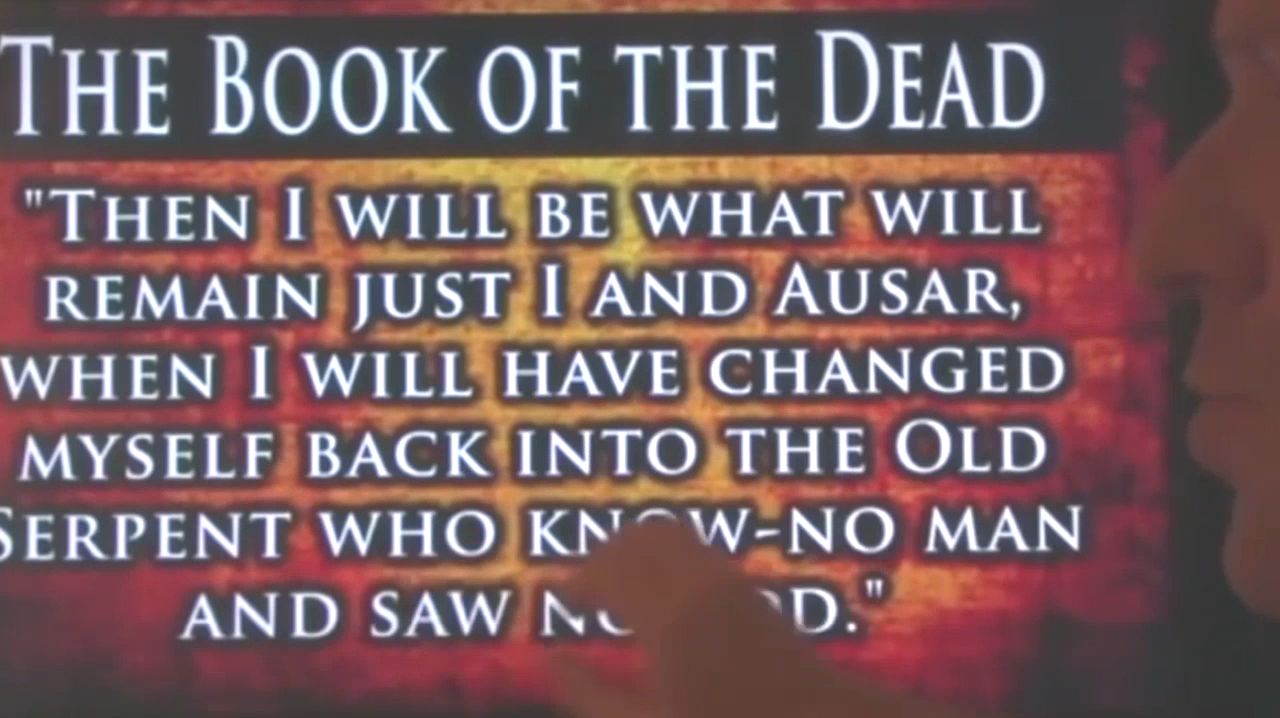 THE BOOK OF THE DEAD
"THEN I WILL BE WHAT WILL
REMAIN JUST I AND AUSAR,
WHEN I WILL HAVE CHANGED
MYSELF BACK INTO THE OLD
SERPENT WHO KNOW-NO MAN
AND SAW